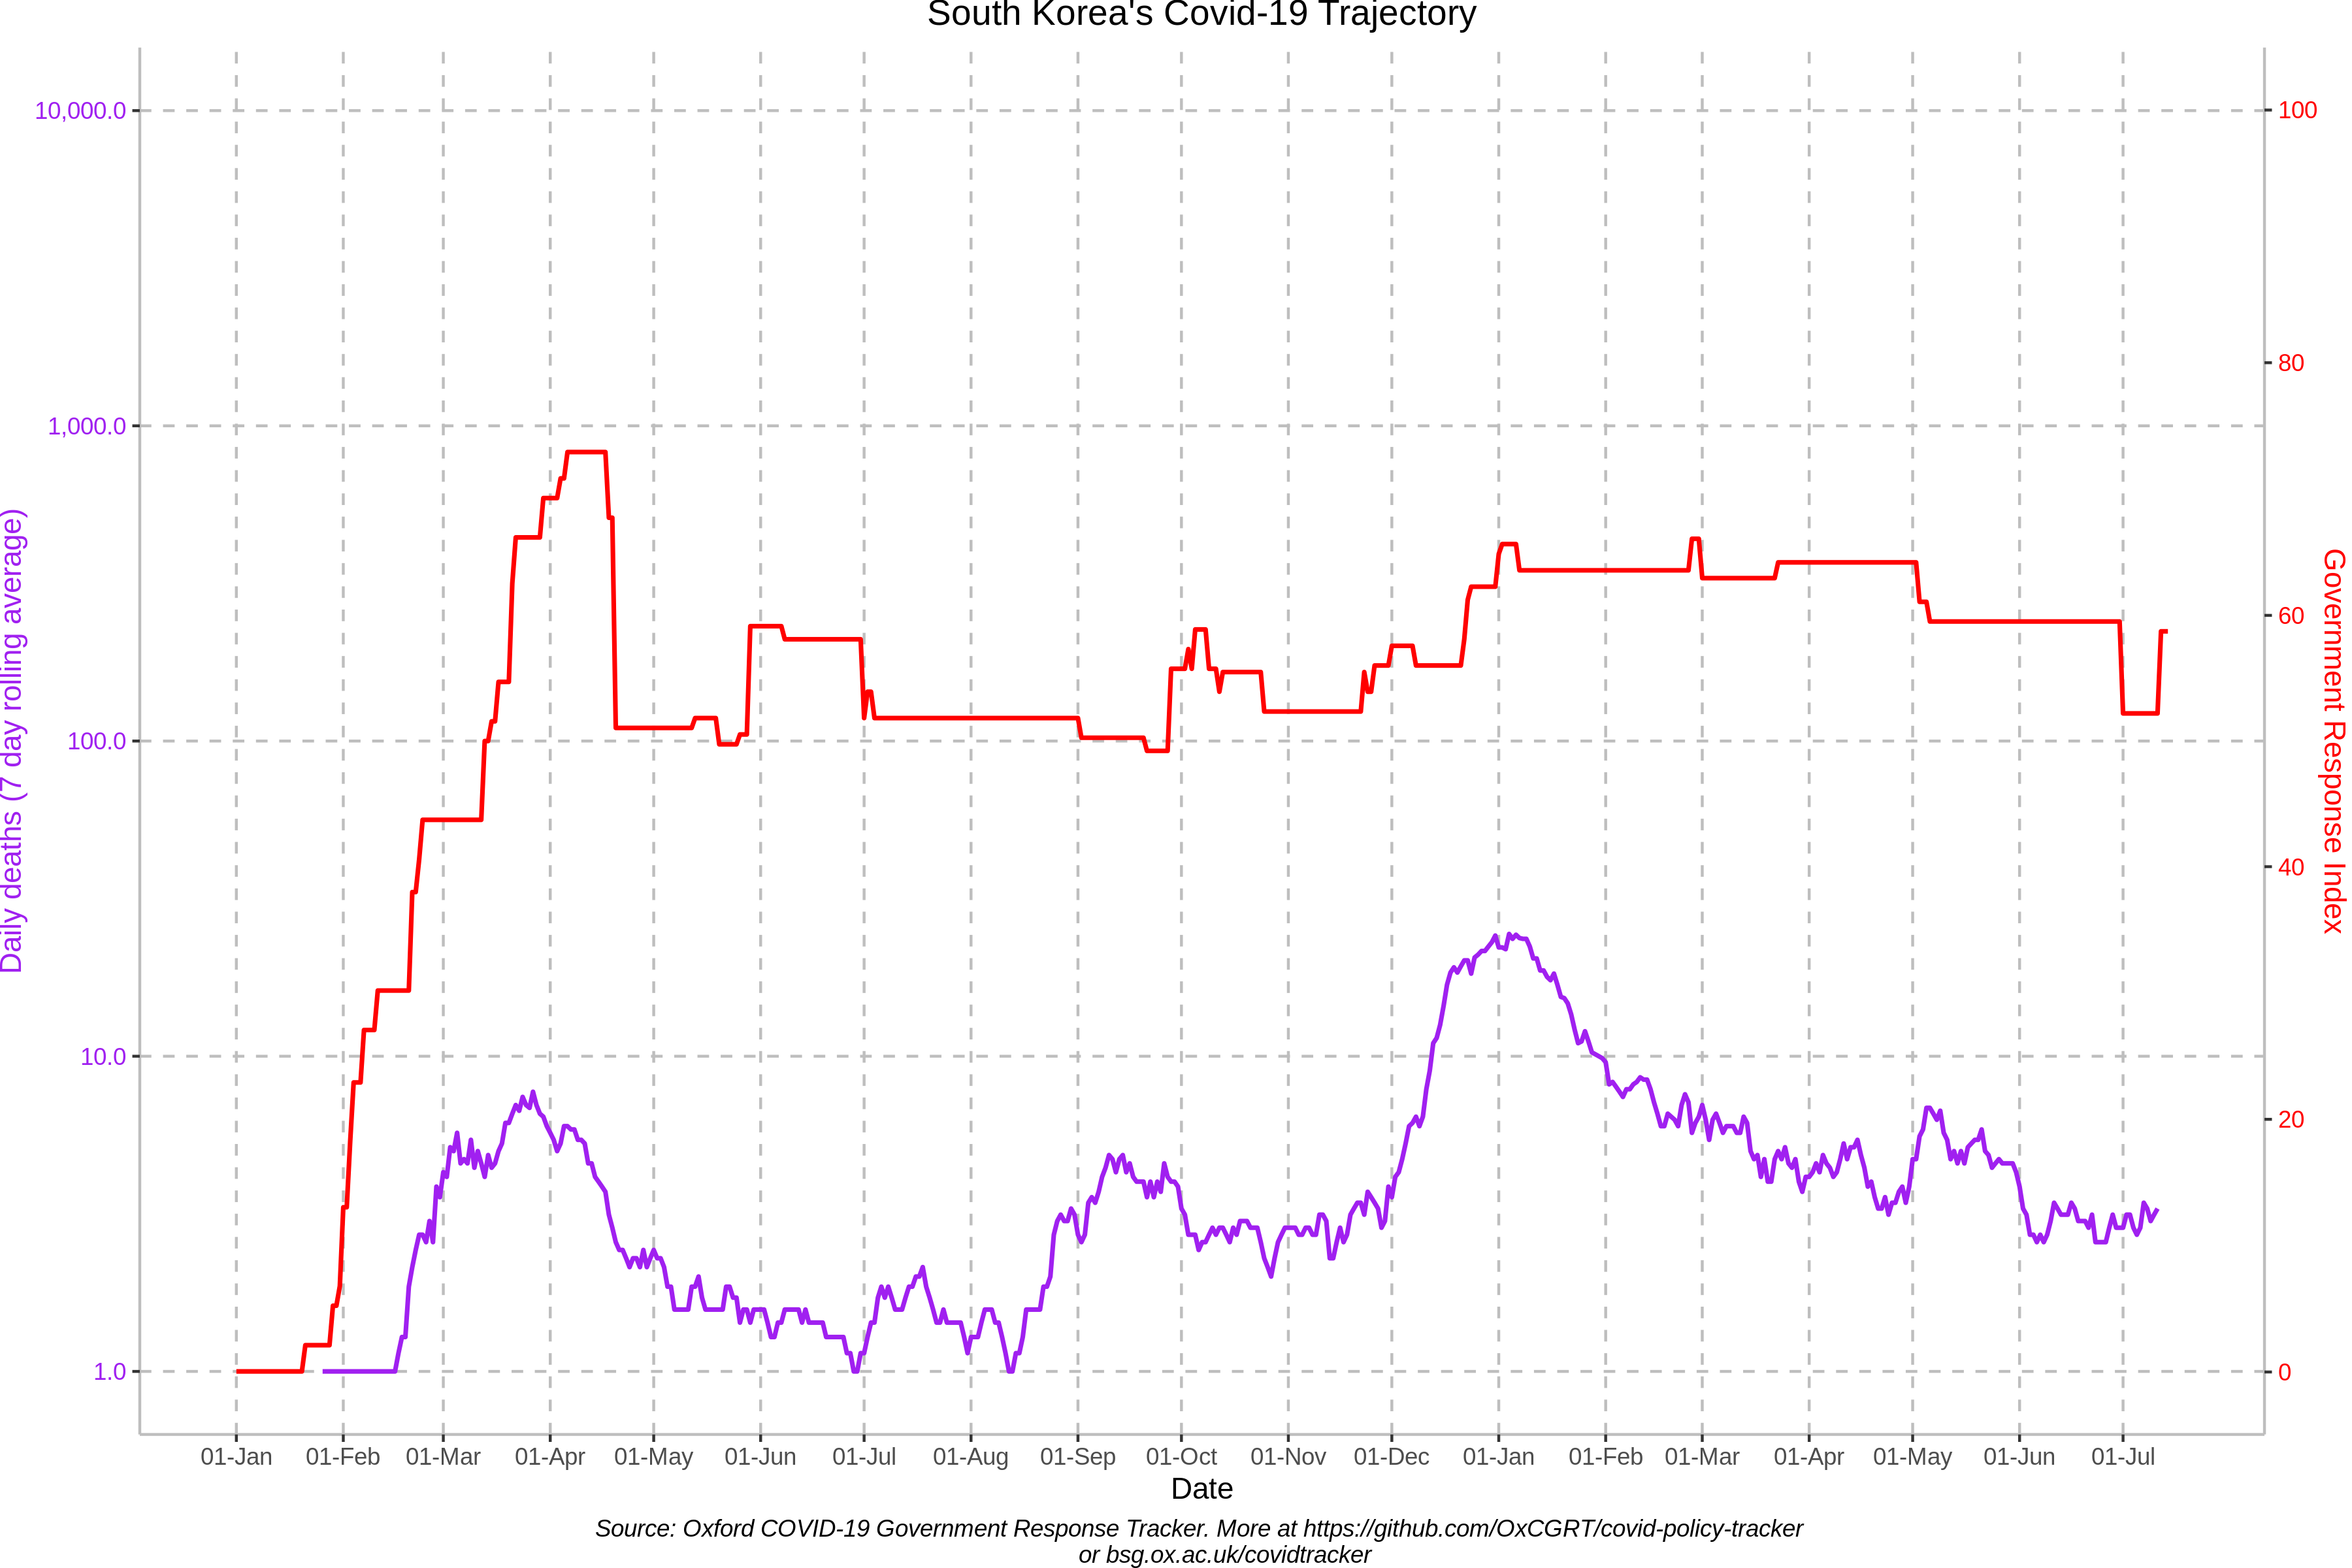 South Korea's Covid-19 Trajectory
10,000.0
1,000.0
100.0
10.0
1.0
Daily deaths (7 day rolling average)
100
80
60
40
20
0
Government Response Index
01-Jan 01-Feb 01-Mar 01-Apr 01-May 01-Jun 01-Jul 01-Aug 01-Sep 01-Oct 01-Nov 01-Dec 01-Jan 01-Feb 01-Mar 01-Apr 01-May 01-Jun 01-Jul
Date
Source: Oxford COVID-19 Government Response Tracker. More at https://github.com/OxCGRT/covid-policy-tracker
or bsg.ox.ac.uk/covidtracker